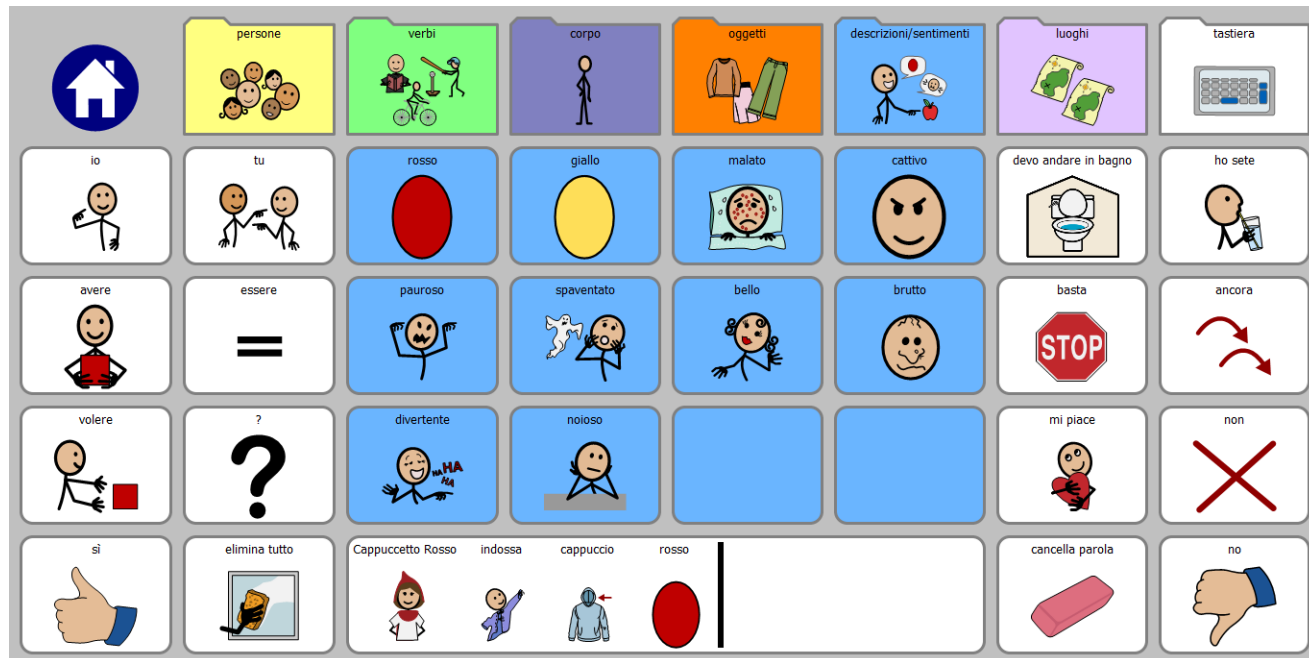 persone
verbi
corpo
oggetti
descrizioni/sentimenti
luoghi
tastiera
io
tu
rosso
giallo
malato
cattivo
devo andare in bagno
ho sete
avere
essere
pauroso
spaventato
bello
brutto
basta
STOP
ancora
volere
?
?
divertente
HA HA HA
noioso
mi piace
non
sì
elimina tutto
Cappuccetto Rosso
indossa
cappuccio
rosso
cancella parola
no